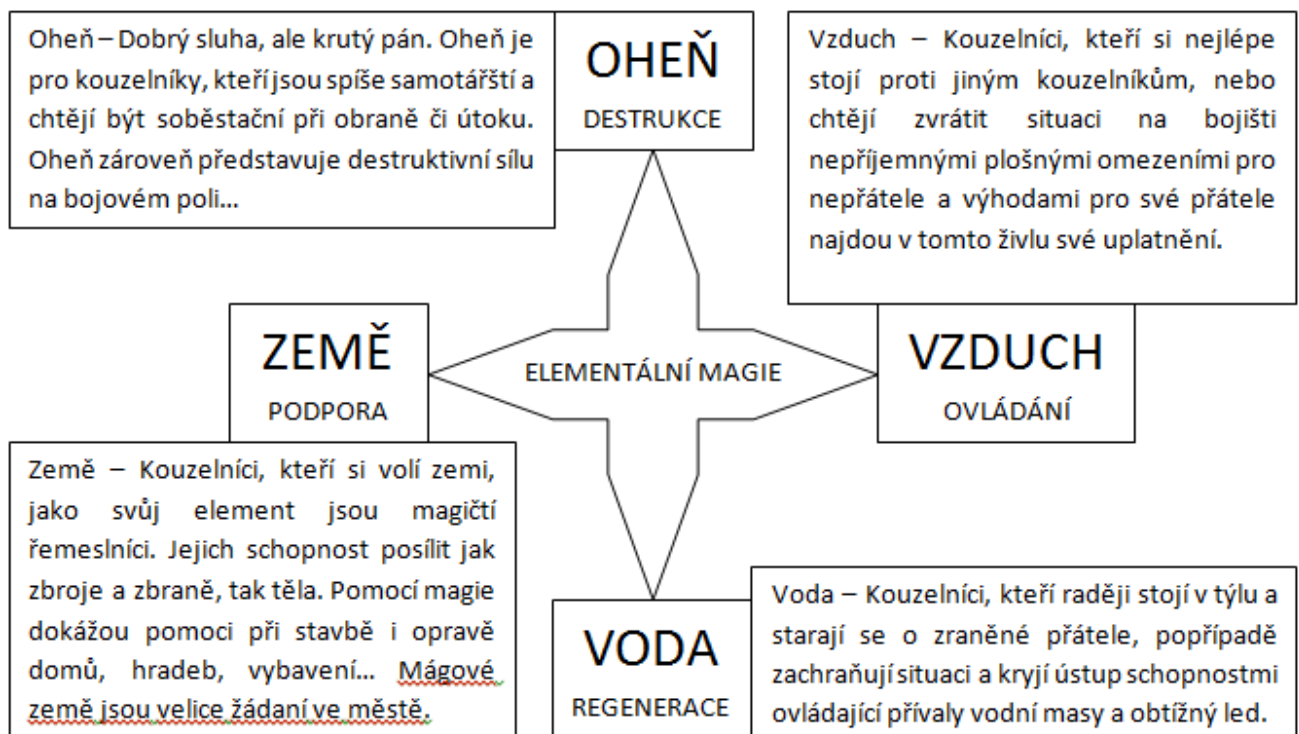 Oheň – Dobrý sluha, ale krutý pán. Oheň je
pro kouzelníky, kteří jsou spíše samotářští a
chtějí být soběstační při obraně či útoku.
Oheň zároveň představuje destruktivní sílu
na bojovém poli...
OHEŇ
DESTRUKCE
Vzduch – Kouzelníci, kteří si nejlépe
stojí proti jiným kouzelníkům, nebo
chtějí zvrátit situaci na bojišti
nepříjemnými plošnými omezeními pro
nepřátele a výhodami pro své přátele
najdou v tomto živlu své uplatnění.
ZEMĚ
PODPORA
ELEMENTÁLNÍ MAGIE
VZDUCH
OVLÁDÁNÍ
Země – Kouzelníci, kteří si volí zemi,
jako svůj element jsou magičtí
řemeslníci. Jejich schopnost posílit jak
zbroje a zbraně, tak těla. Pomocí magie
dokážou pomoci při stavbě i opravě
domů, hradeb, vybavení... Mágové
země jsou velice žádaní ve městě.
VODA
REGENERACE
Voda – Kouzelníci, kteří raději stojí v týlu a
starají se o zraněné přátele, popřípadě
zachraňují situaci a kryjí ústup schopnostmi
ovládající přívaly vodní masy a obtížný led.